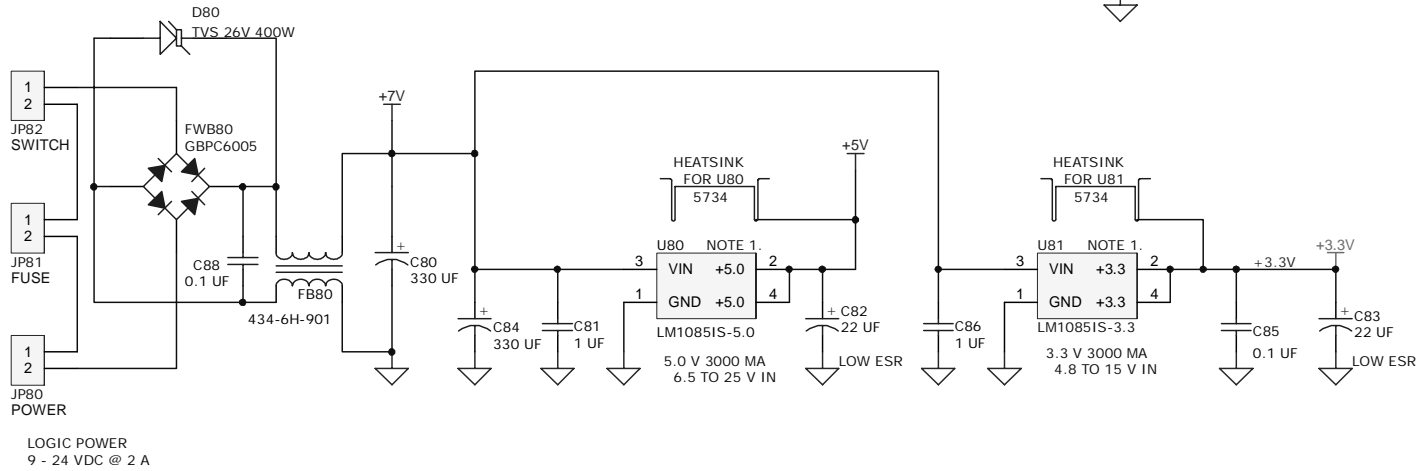 D80
TVS 26V 400W
1
2
JP82
SWITCH
FWB80
GBPC6005
+7V
1
2
JP81
FUSE
C88
0.1 UF
FB80
434-6H-901
+
C80
330 UF
1
2
JP80
POWER
LOGIC POWER
9 - 24 VDC @ 2 A
+
C84
330 UF
C81
1 UF
HEATSINK
FOR U80
5734
+5V
U80 NOTE 1.
3 VIN +5.0 2
1 GND +5.0 4
LM1085IS-5.0
5.0 V 3000 MA
6.5 TO 25 V IN
+
C82
22 UF
LOW ESR
C86
1 UF
HEATSINK
FOR U81
5734
U81 NOTE 1.
3 VIN +3.3 2
1 GND +3.3 4
LM1085IS-3.3
3.3 V 3000 MA
4.8 TO 15 V IN
+3.3V
+3.3V
C85
0.1 UF
+
C83
22 UF
LOW ESR